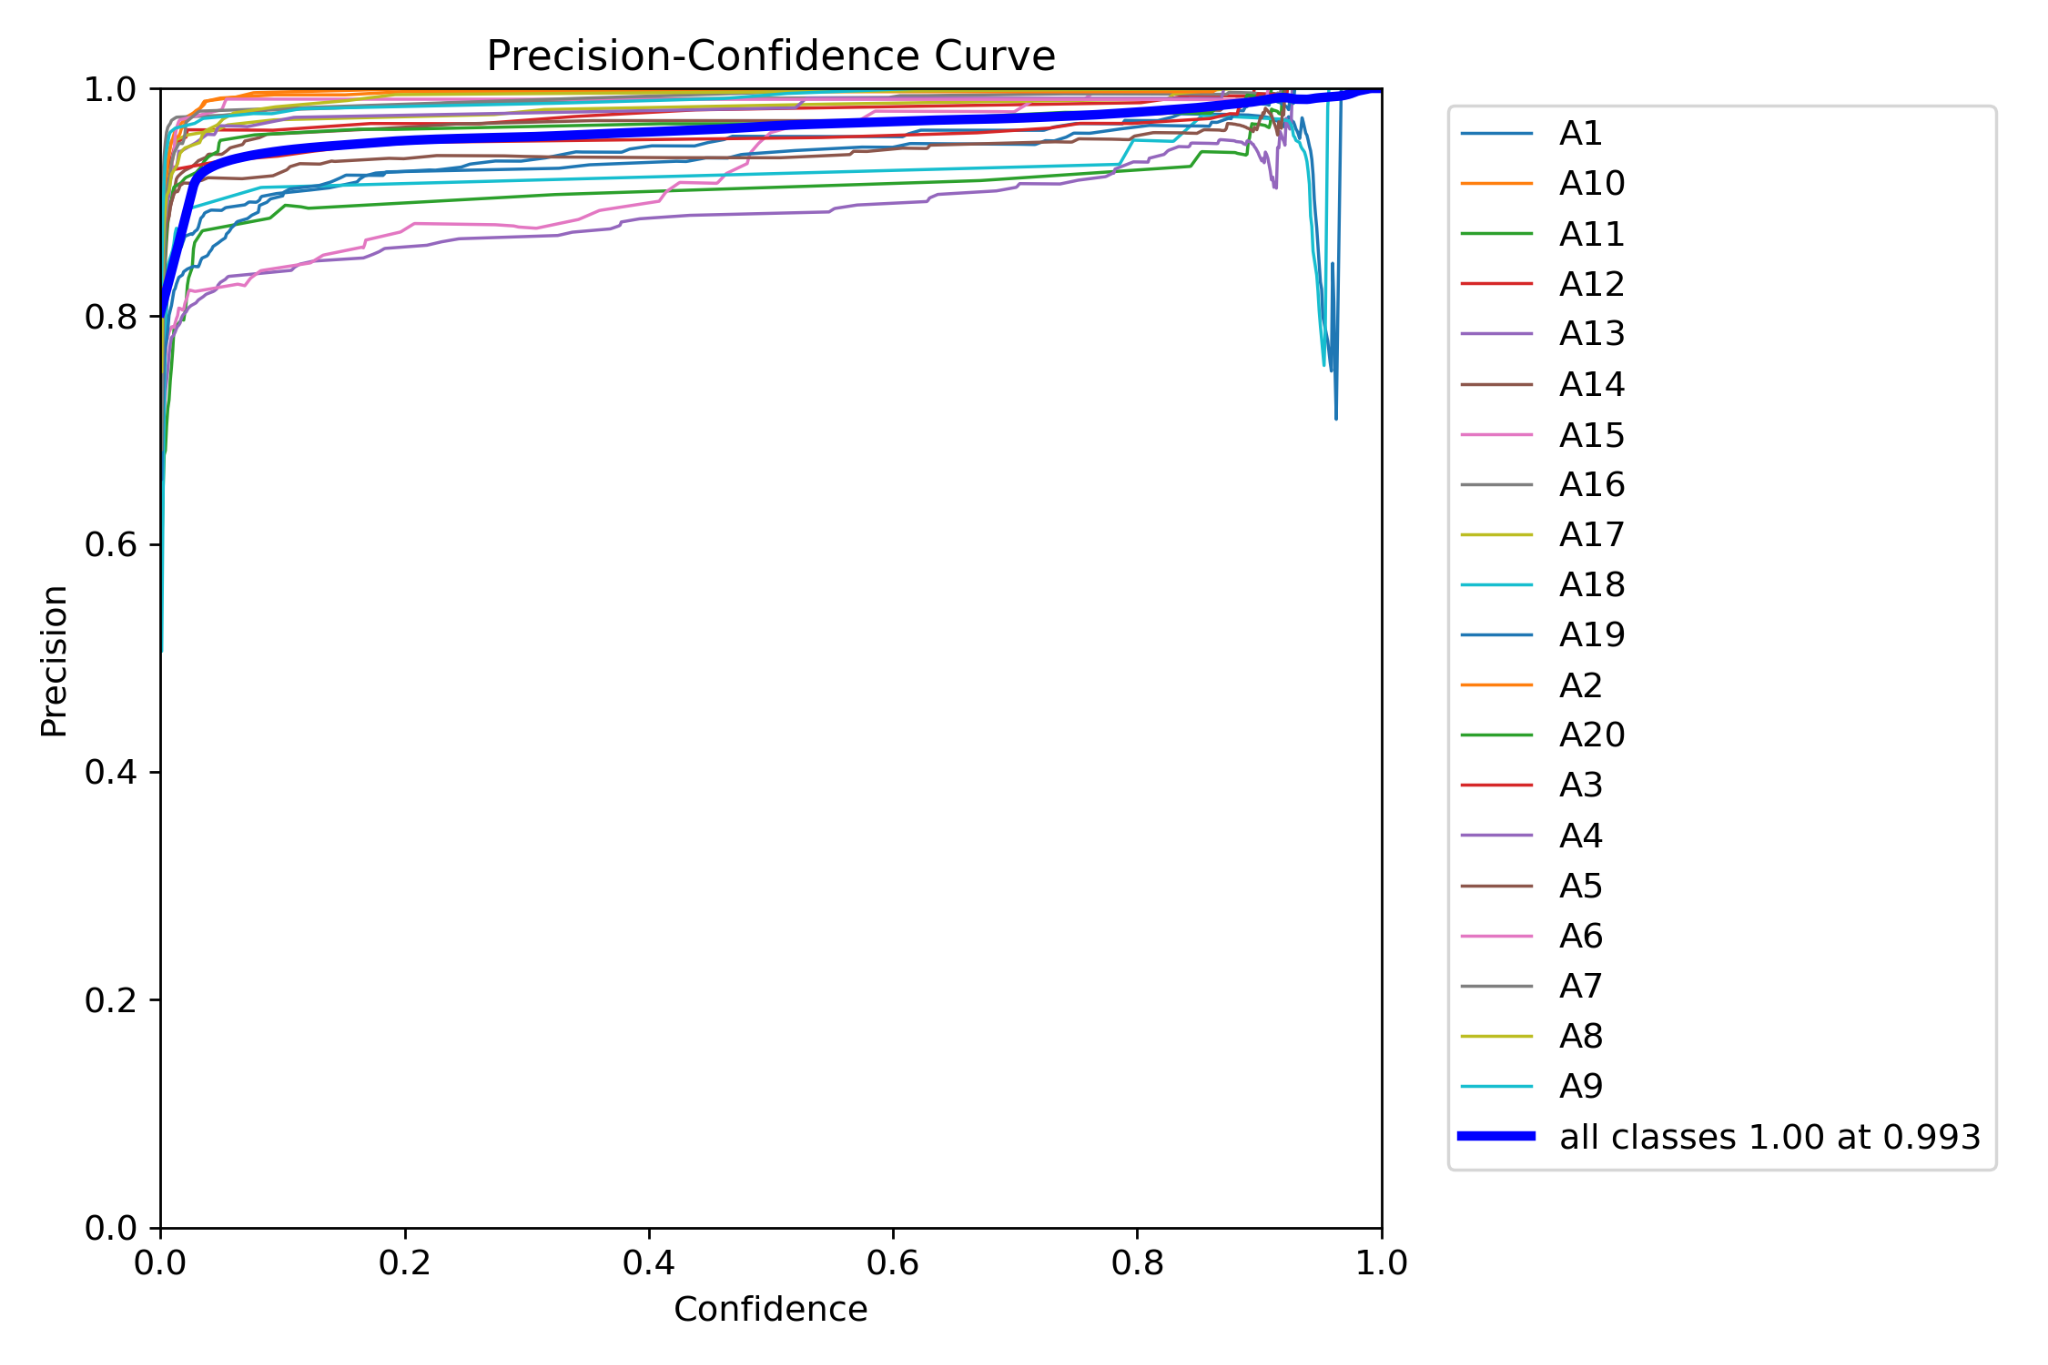 Precision-Confidence Curve
1.0
0.8
0.6
0.4
0.2
0.0
Precision
0.0 0.2 0.4 0.6 0.8 1.0
Confidence
A1
A10
A11
A12
A13
A14
A15
A16
A17
A18
A19
A2
A20
A3
A4
A5
A6
A7
A8
A9
all classes 1.00 at 0.993